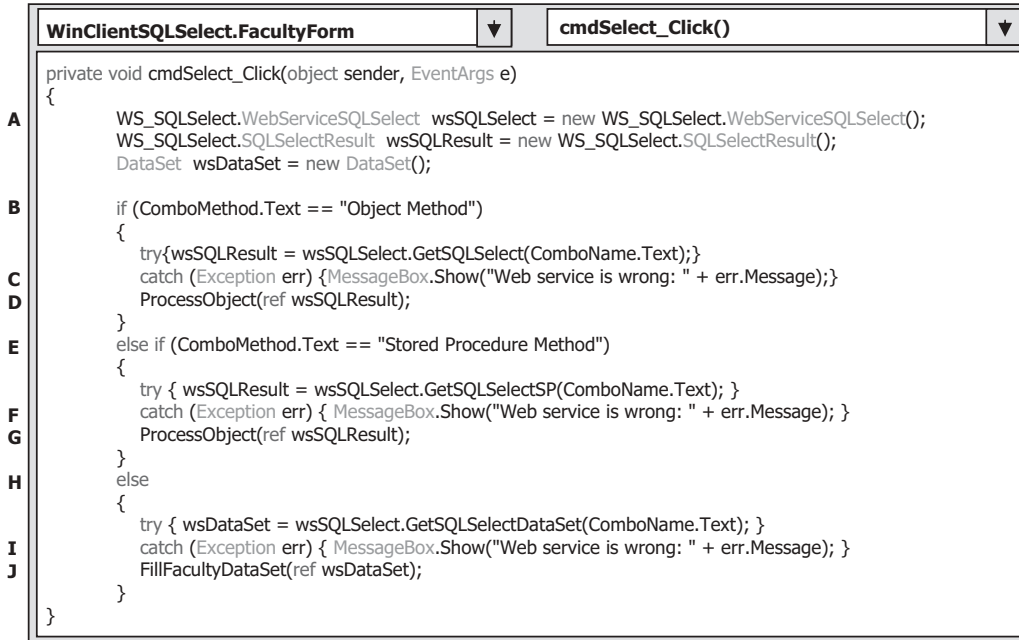 WinClientSQLSelect.FacultyForm cmdSelect_Click()
private void cmdSelect_Click(object sender, EventArgs e)
{
A WS_SQLSelect.WebServiceSQLSelect wsSQLSelect = new WS_SQLSelect.WebServiceSQLSelect();
WS_SQLSelect.SQLSelectResult wsSQLResult = new WS_SQLSelect.SQLSelectResult();
DataSet wsDataSet = new DataSet();
B if (ComboMethod.Text == "Object Method")
{
try{wsSQLResult = wsSQLSelect.GetSQLSelect(ComboName.Text);}
C catch (Exception err) {MessageBox.Show("Web service is wrong: " + err.Message);}
D ProcessObject(ref wsSQLResult);
}
E else if (ComboMethod.Text == "Stored Procedure Method")
{
try { wsSQLResult = wsSQLSelect.GetSQLSelectSP(ComboName.Text); }
F catch (Exception err) { MessageBox.Show("Web service is wrong: " + err.Message); }
G ProcessObject(ref wsSQLResult);
}
H else
{
try { wsDataSet = wsSQLSelect.GetSQLSelectDataSet(ComboName.Text); }
I catch (Exception err) { MessageBox.Show("Web service is wrong: " + err.Message); }
J FillFacultyDataSet(ref wsDataSet);
}
}